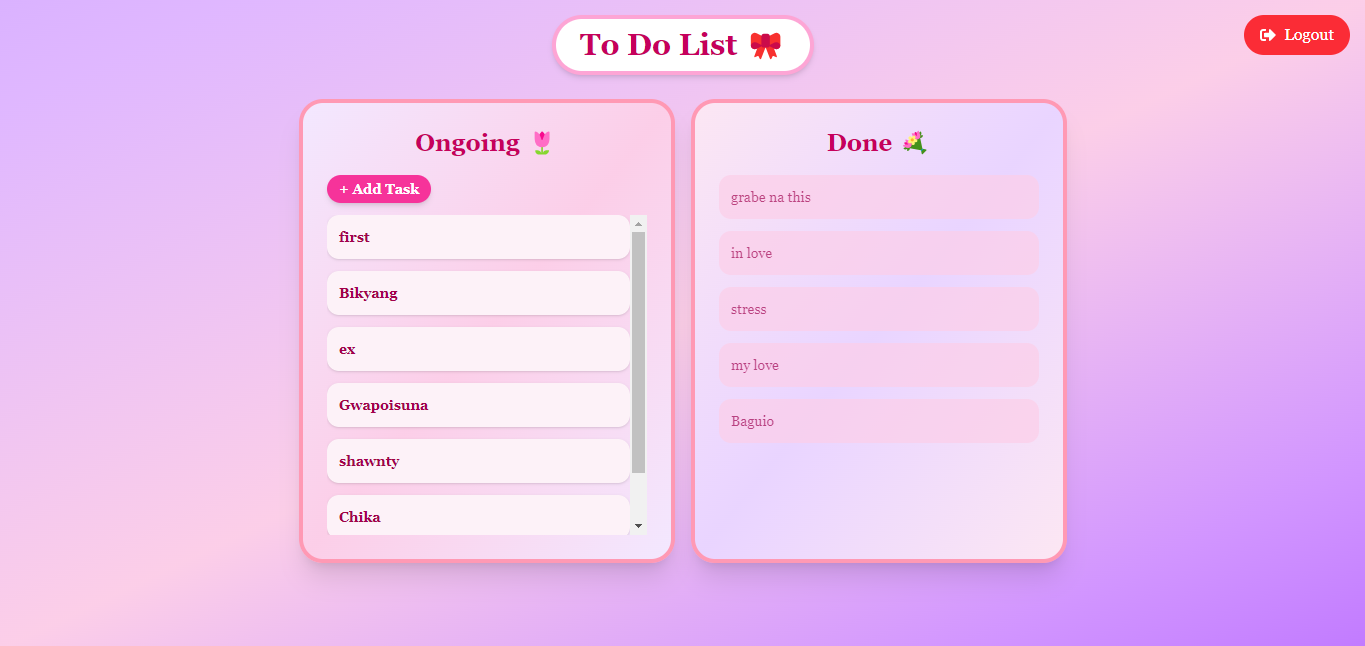 To Do List 🎀
Logout
Ongoing 🌷
+ Add Task
first
Bikyang
ex
Gwapoisuna
shawnty
Chika
Done 💐
grabe na this
in love
stress
my love
Baguio